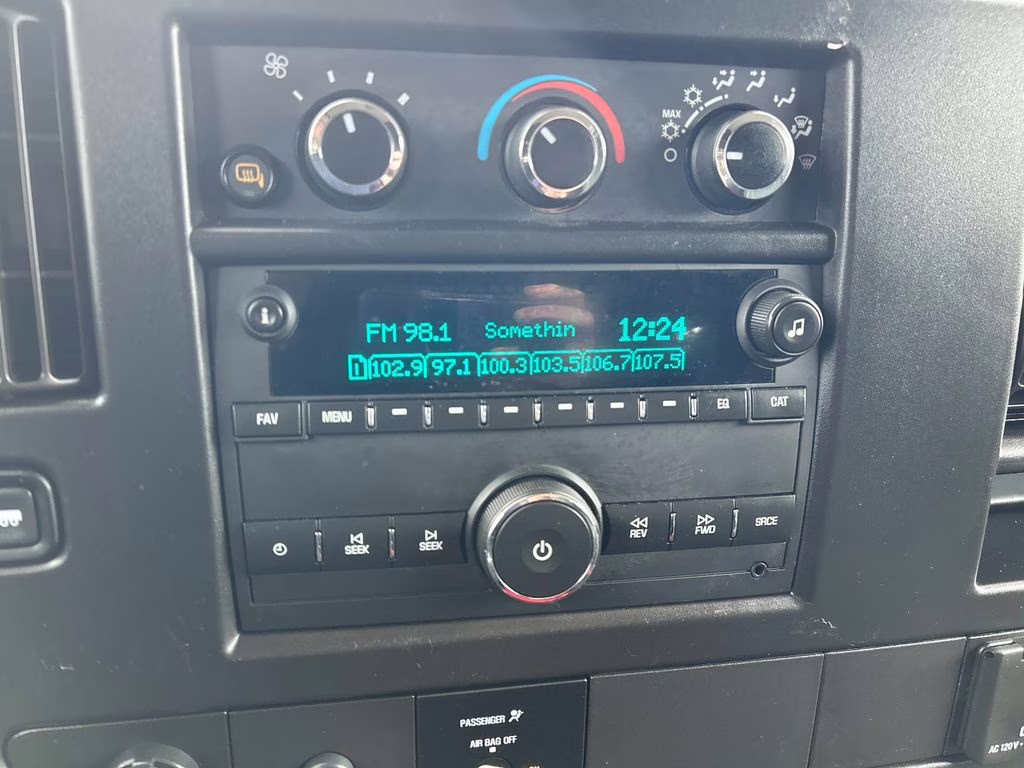 MAX
i
FM 98.1 Somethin 12:24
1 102.9 97.1 100.3 103.5 106.7 107.5
FAV MENU EQ CAT
SEEK SEEK REV FWD SRCE
PASSENGER
AIR BAG OFF
AC 120V